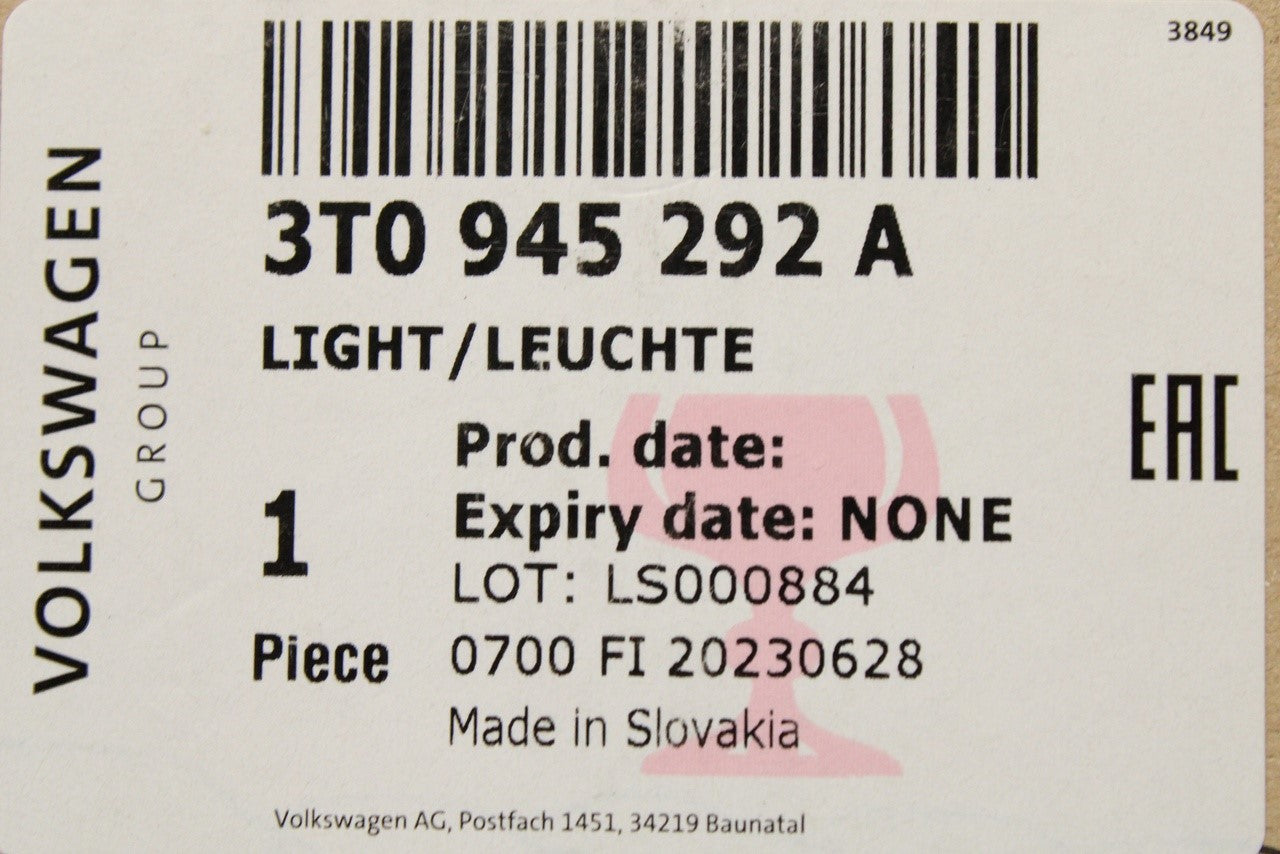 3849
VOLKSWAGEN
GROUP
3T0 945 292 A
LIGHT/LEUCHTE
EAC
Prod. date:
Expiry date: NONE
1
LOT: LS000884
Piece
0700 FI 20230628
Made in Slovakia
Volkswagen AG, Postfach 1451, 34219 Baunatal